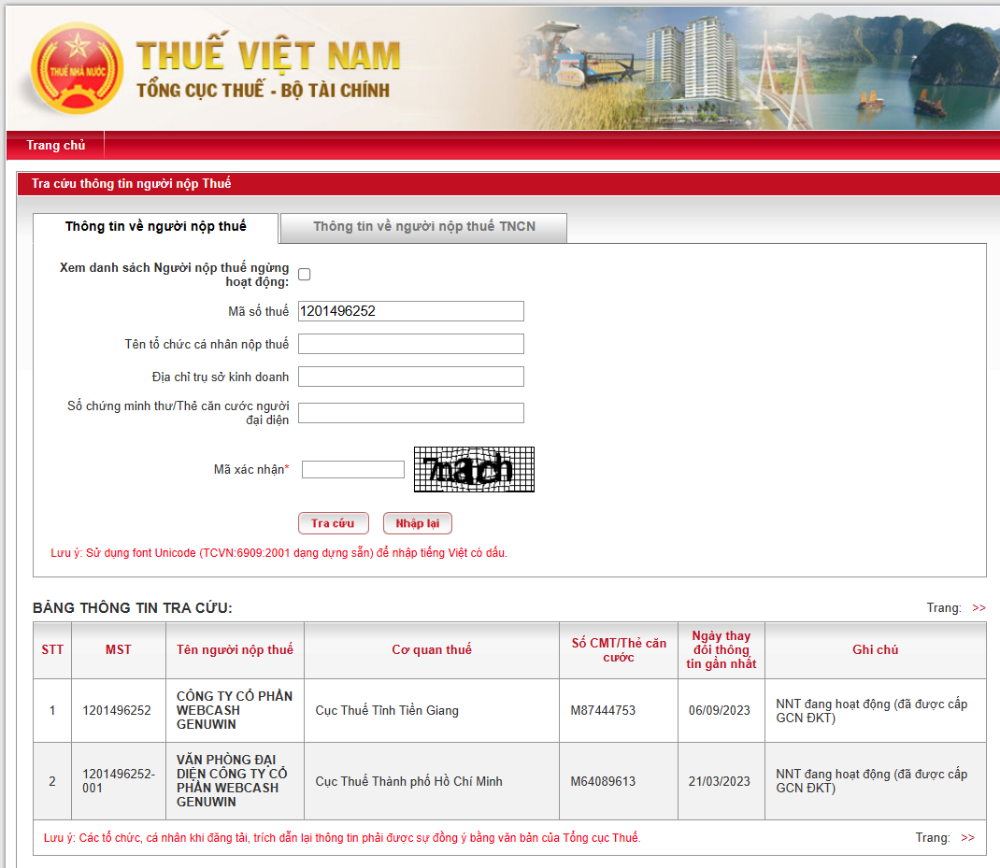 THUẾ NHÀ NƯỚC
THUẾ VIỆT NAM
TỔNG CỤC THUẾ - BỘ TÀI CHÍNH
Trang chủ
Tra cứu thông tin người nộp Thuế
Thông tin về người nộp thuế
Thông tin về người nộp thuế TNCN
Xem danh sách Người nộp thuế ngừng
hoạt động:
Mã số thuế 1201496252
Tên tổ chức cá nhân nộp thuế
Địa chỉ trụ sở kinh doanh
Số chứng minh thư/Thẻ căn cước người
đại diện
Mã xác nhận*
Tra cứu Nhập lại
Lưu ý: Sử dụng font Unicode (TCVN:6909:2001 dạng dựng sẵn) để nhập tiếng Việt có dấu.
BẢNG THÔNG TIN TRA CỨU:
Trang: >>
STT MST Tên người nộp thuế Cơ quan thuế Số CMT/Thẻ căn
cước
Ngày thay
đổi thông
tin gần nhất
Ghi chú
1 1201496252
CÔNG TY CỔ PHẦN
WEBCASH
GENUWIN
Cục Thuế Tỉnh Tiền Giang M87444753 06/09/2023
NNT đang hoạt động (đã được cấp
GCN ĐKT)
2
1201496252-
001
VĂN PHÒNG ĐẠI
DIỆN CÔNG TY CỔ
PHẦN WEBCASH
GENUWIN
Cục Thuế Thành phố Hồ Chí Minh M64089613 21/03/2023
NNT đang hoạt động (đã được cấp
GCN ĐKT)
Lưu ý: Các tổ chức, cá nhân khi đăng tải, trích dẫn lại thông tin phải được sự đồng ý bằng văn bản của Tổng cục Thuế.
Trang: >>